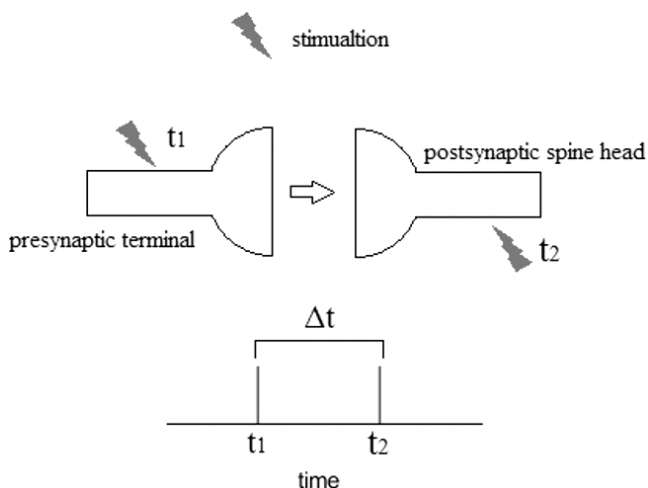 stimualtion
t1
postsynaptic spine head
presynaptic terminal
t2
Δt
t1 t2
time